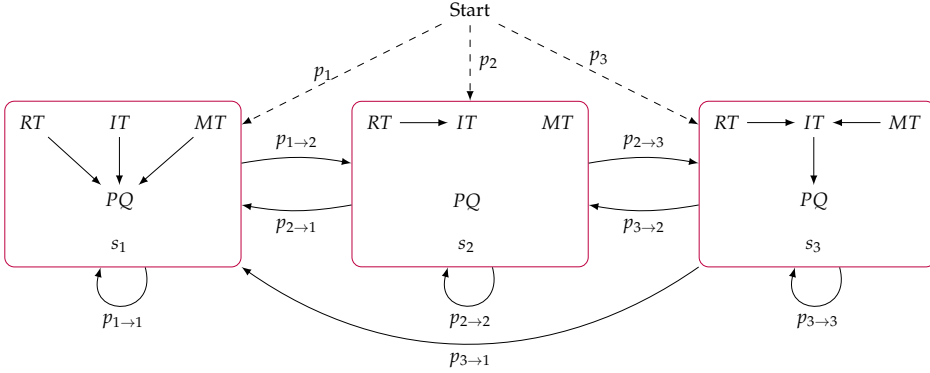 Start
p1
p2
p3
RT IT MT
RT IT MT
RT IT MT
p1→2
p2→3
PQ
PQ
PQ
p2→1
p3→2
s1
s2
s3
p1→1
p2→2
p3→3
p3→1